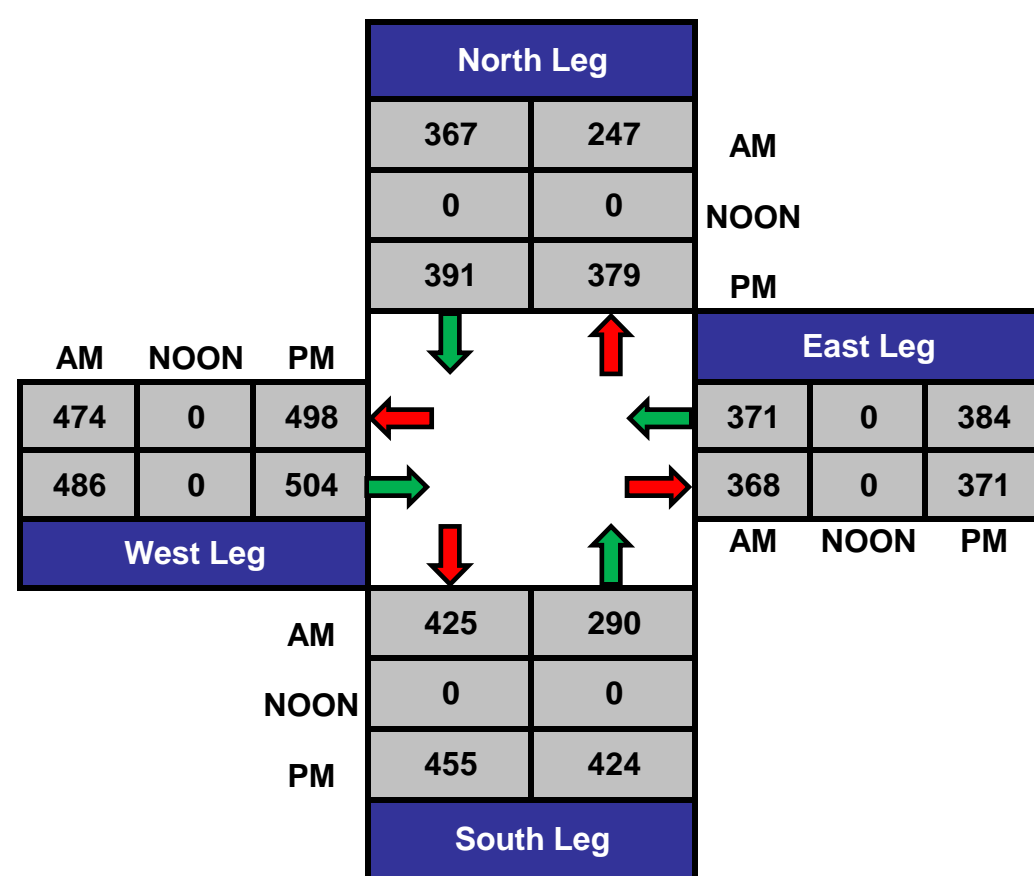 North Leg
367 247 AM
0 0 NOON
391 379 PM
AM NOON PM
East Leg
474 0 498
371 0 384
486 0 504
368 0 371
West Leg
AM NOON PM
AM 425 290
NOON 0 0
PM 455 424
South Leg